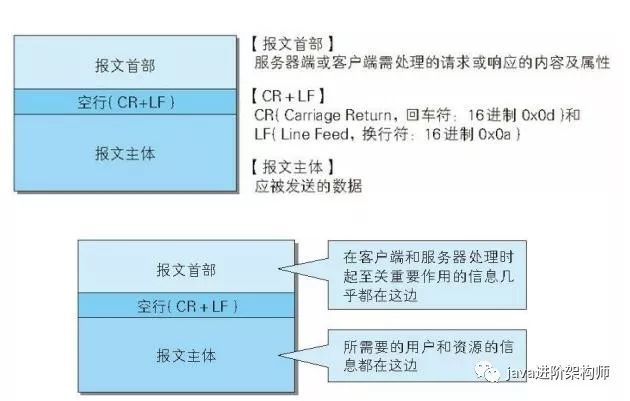 报文首部
空行( CR+LF )
报文主体
【 报文首部 】
服务器端或客户端需处理的请求或响应的内容及属性
【 CR + LF 】
CR( Carriage Return, 回车符: 16 进制 0x0d )和
LF( Line Feed, 换行符: 16 进制 0x0a )
【 报文主体 】
应被发送的数据
报文首部
空行( CR + LF )
报文主体
在客户端和服务器处理时
起至关重要作用的信息几
乎都在这边
所需要的用户和资源的信
息都在这边
java进阶架构师